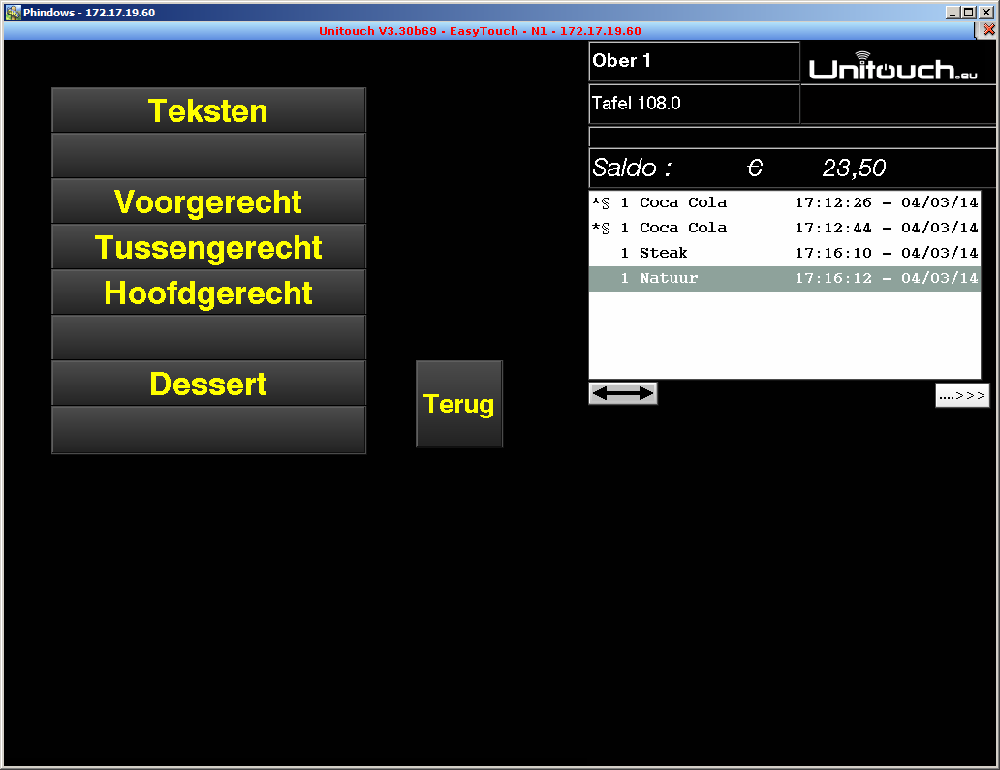 Phindows - 172.17.19.60
Unitouch V3.30b69 - EasyTouch - N1 - 172.17.19.60
Teksten
Voorgerecht
Tussengerecht
Hoofdgerecht
Dessert
Terug
Ober 1
Unitouch.eu
Tafel 108.0
Saldo : € 23,50
*§ 1 Coca Cola 17:12:26 - 04/03/14
*§ 1 Coca Cola 17:12:44 - 04/03/14
1 Steak 17:16:10 - 04/03/14
1 Natuur 17:16:12 - 04/03/14
....>>>